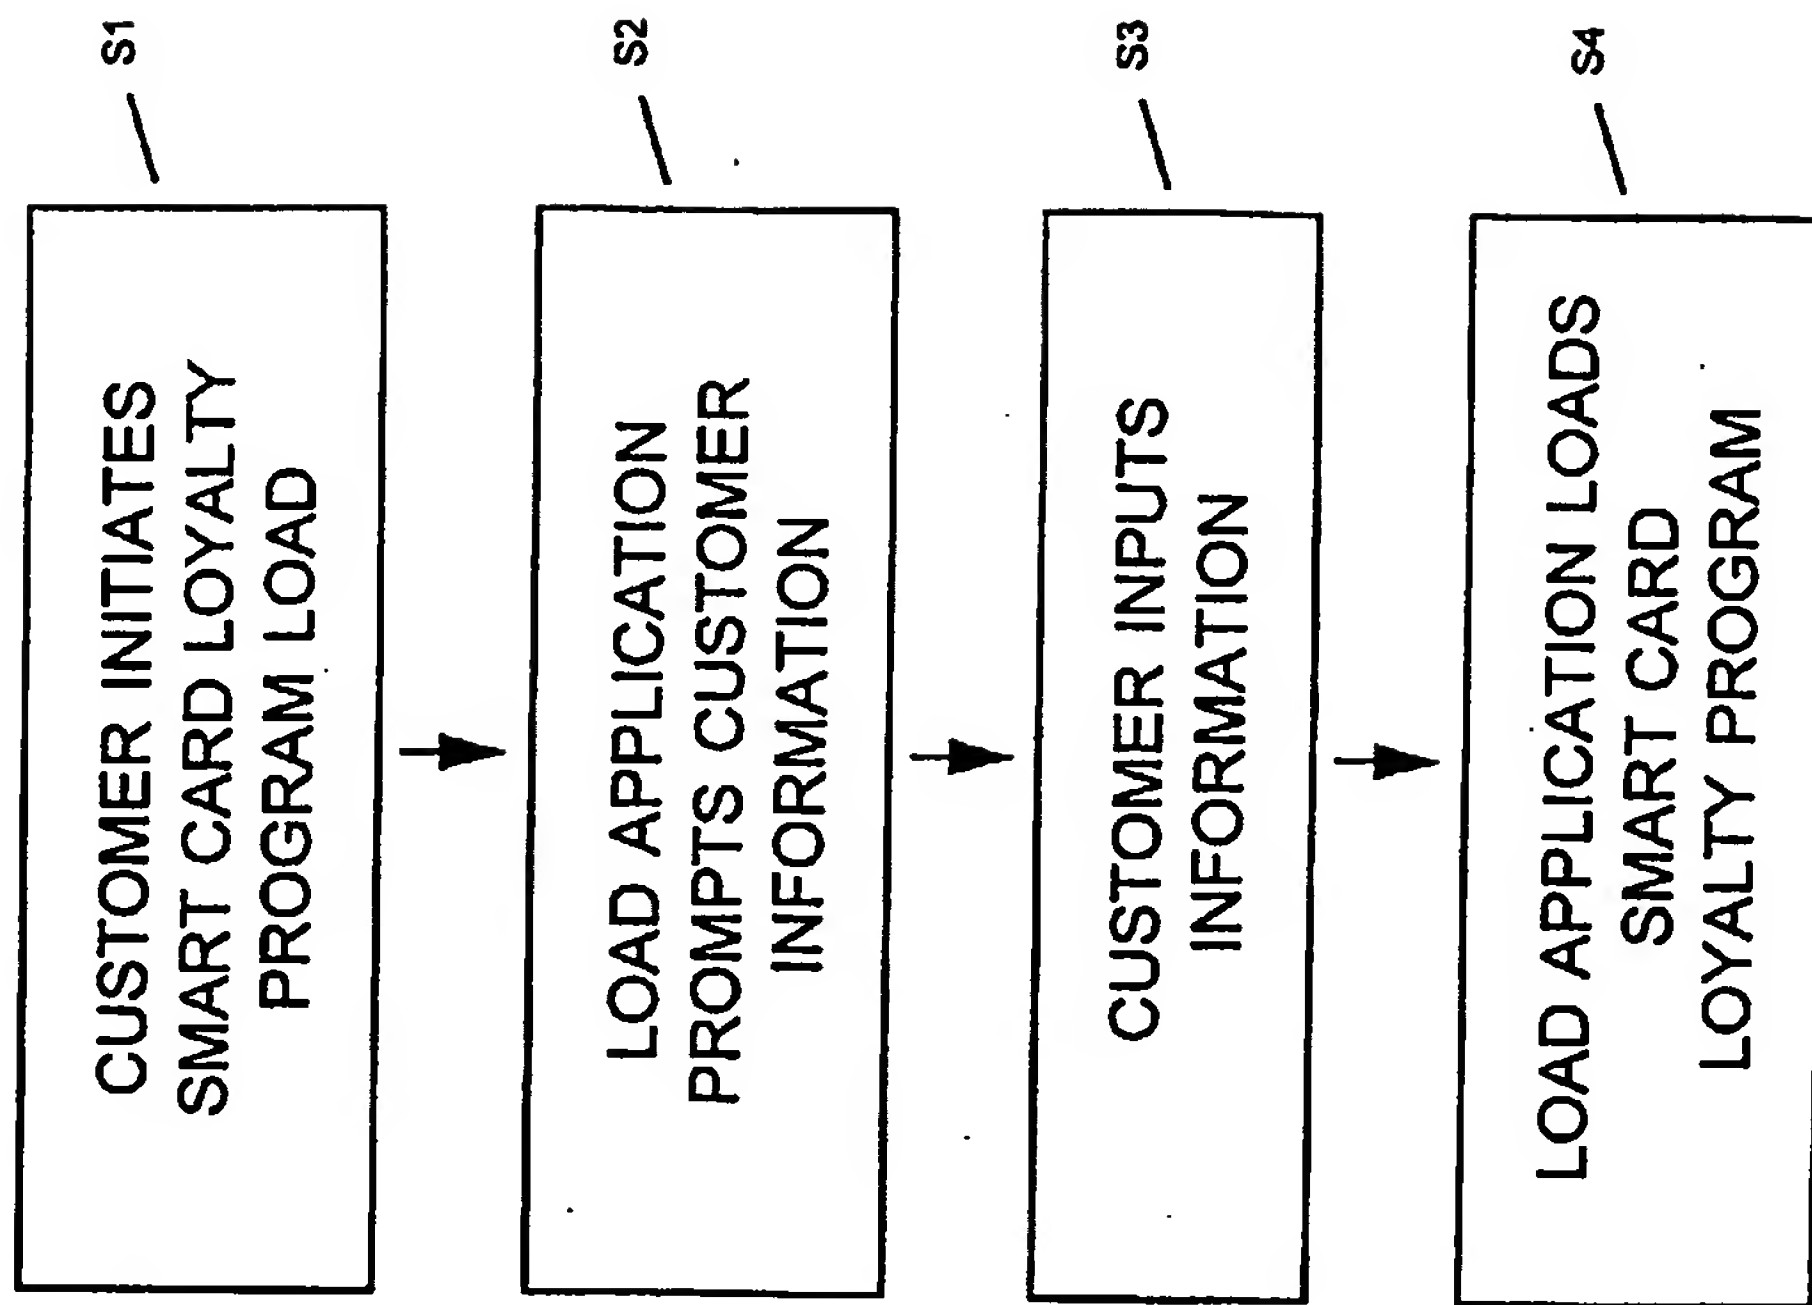 S1
CUSTOMER INITIATES
SMART CARD LOYALTY
PROGRAM LOAD
S2
LOAD APPLICATION
PROMPTS CUSTOMER
INFORMATION
S3
CUSTOMER INPUTS
INFORMATION
S4
LOAD APPLICATION LOADS
SMART CARD
LOYALTY PROGRAM